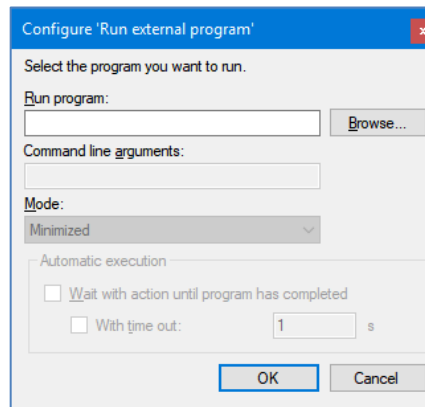 Configure 'Run external program'
Select the program you want to run.
Run program:
Browse...
Command line arguments:
Mode:
Minimized
Automatic execution
Wait with action until program has completed
With time out: 1 s
OK Cancel